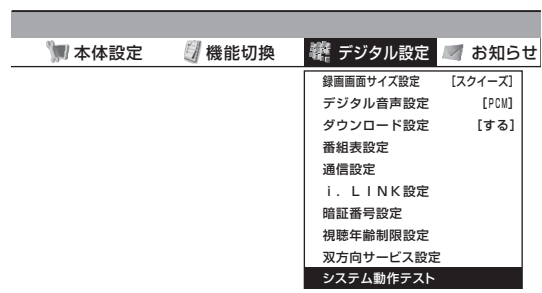 本体設定 機能切換 デジタル設定 お知らせ
録画画面サイズ設定 [スクイーズ]
デジタル音声設定 [PCM]
ダウンロード設定 [する]
番組表設定
通信設定
i．LINK設定
暗証番号設定
視聴年齢制限設定
双方向サービス設定
システム動作テスト